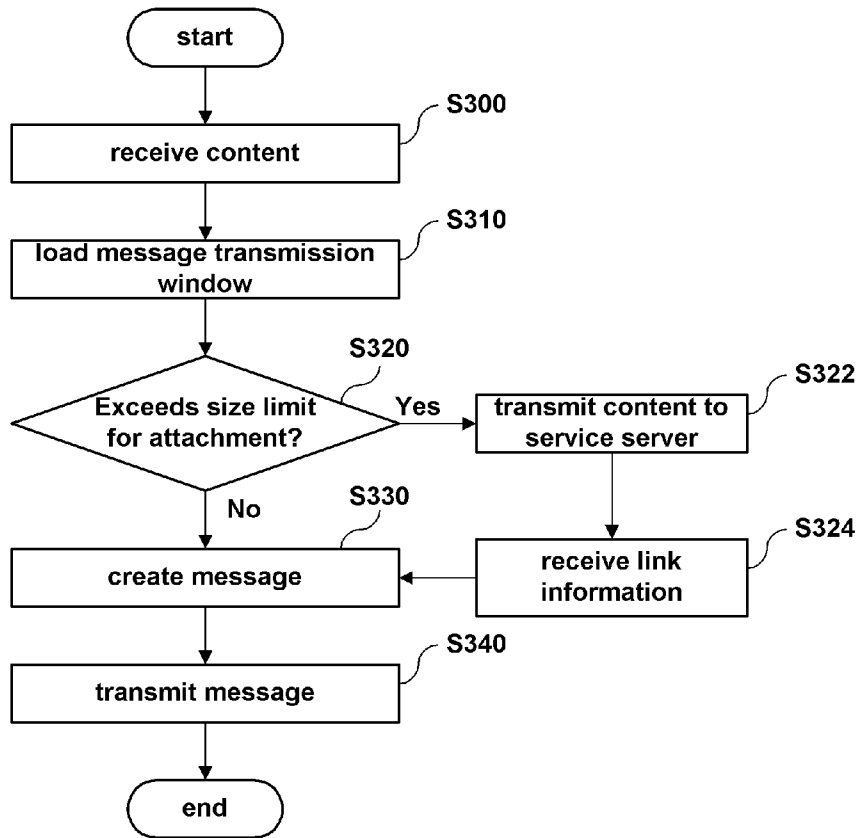 start
S300
receive content
S310
load message transmission
window
S320
Exceeds size limit
for attachment?
Yes
S322
transmit content to
service server
No
S330
create message
S324
receive link
information
S340
transmit message
end